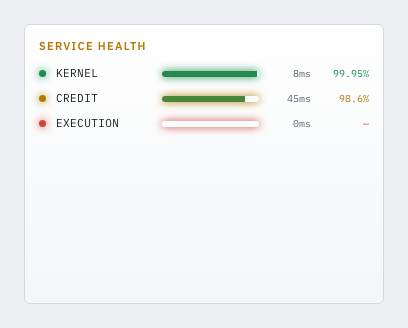 SERVICE HEALTH
KERNEL 8ms 99.95%
CREDIT 45ms 98.6%
EXECUTION 0ms —